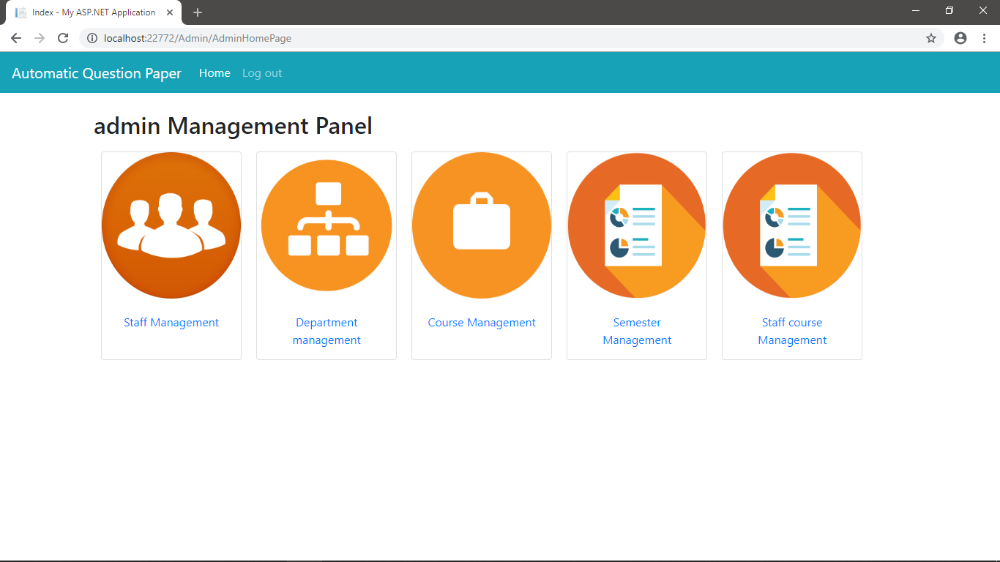 Index - My ASP.NET Application
localhost:22772/Admin/AdminHomePage
Automatic Question Paper Home Log out
admin Management Panel
Staff Management
Department
management
Course Management
Semester
Management
Staff course
Management